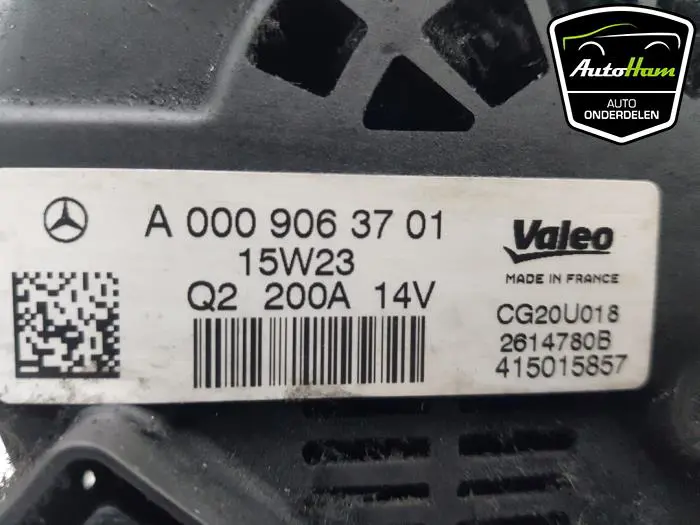 AutoHam
AUTO
ONDERDELEN
A 000 906 37 01
15W23
Q2 200A 14V
Valeo
MADE IN FRANCE
CG20U018
2614780B
415015857